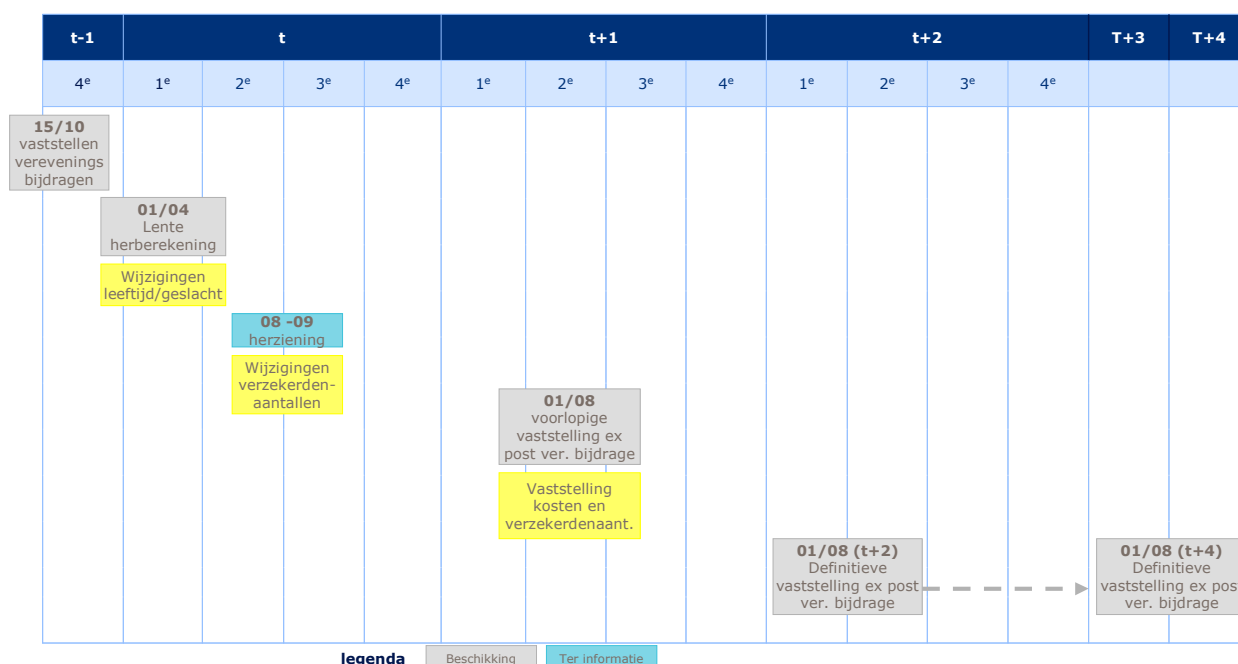 t-1 t t+1 t+2 T+3 T+4
4e 1e 2e 3e 4e 1e 2e 3e 4e 1e 2e 3e 4e
15/10
vaststellen
verevenings
bijdragen
01/04
Lente
herberekening
Wijzigingen
leeftijd/geslacht
08 -09
herziening
Wijzigingen
verzekerden-
aantallen
01/08
voorlopige
vaststelling ex
post ver. bijdrage
Vaststelling
kosten en
verzekerdenaant.
01/08 (t+2)
Definitieve
vaststelling ex post
ver. bijdrage
01/08 (t+4)
Definitieve
vaststelling ex pos
ver. bijdrage
legenda Beschikking Ter informatie